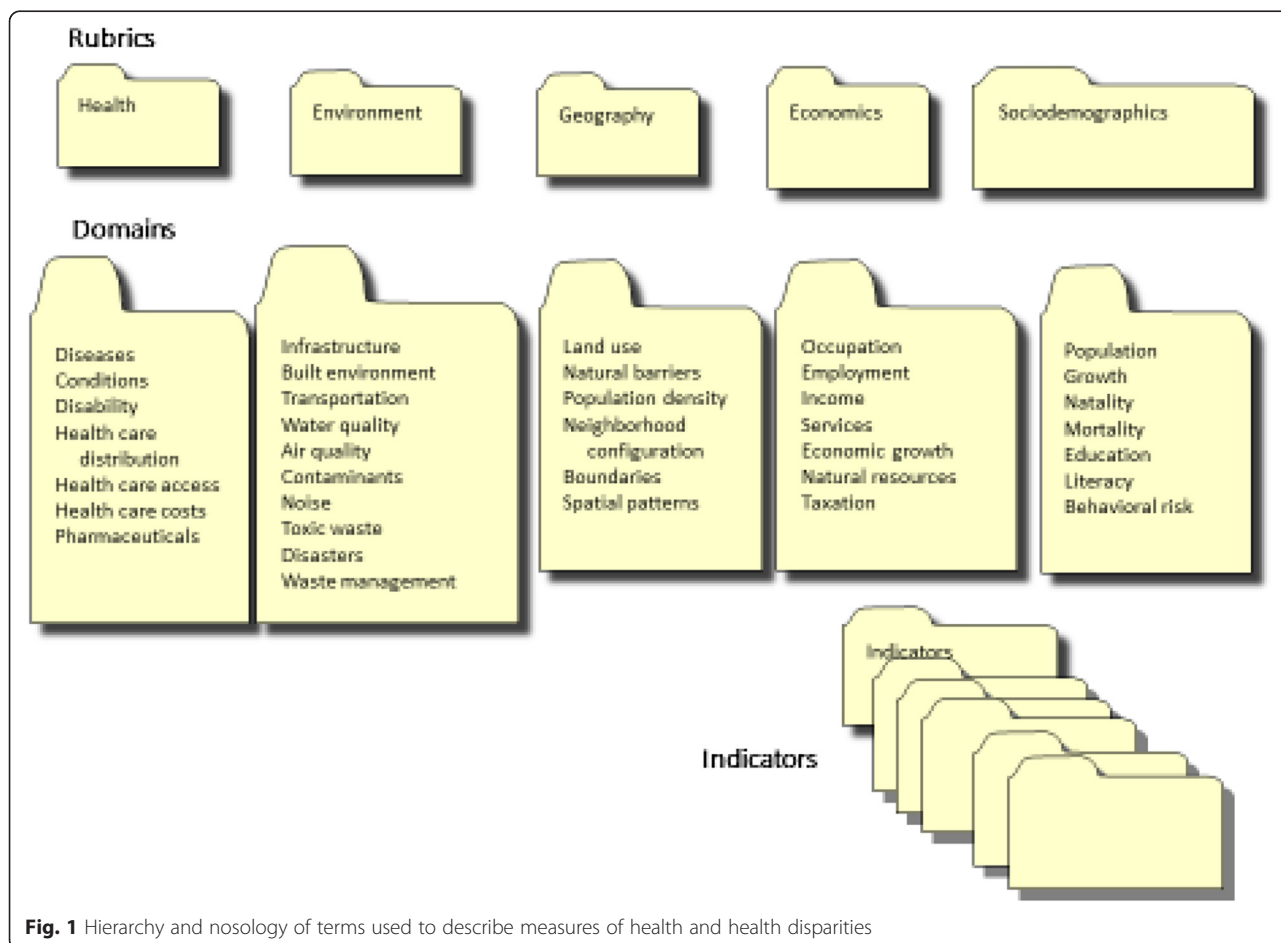 Rubrics
Health
Environment
Geography
Economics
Sociodemographics
Domains
Diseases
Conditions
Disability
Health care
distribution
Health care access
Health care costs
Pharmaceuticals
Infrastructure
Built environment
Transportation
Water quality
Air quality
Contaminants
Noise
Toxic waste
Disasters
Waste management
Land use
Natural barriers
Population density
Neighborhood
configuration
Boundaries
Spatial patterns
Occupation
Employment
Income
Services
Economic growth
Natural resources
Taxation
Population
Growth
Natality
Mortality
Education
Literacy
Behavioral risk
Indicators
Indicators
Fig. 1 Hierarchy and nosology of terms used to describe measures of health and health disparities